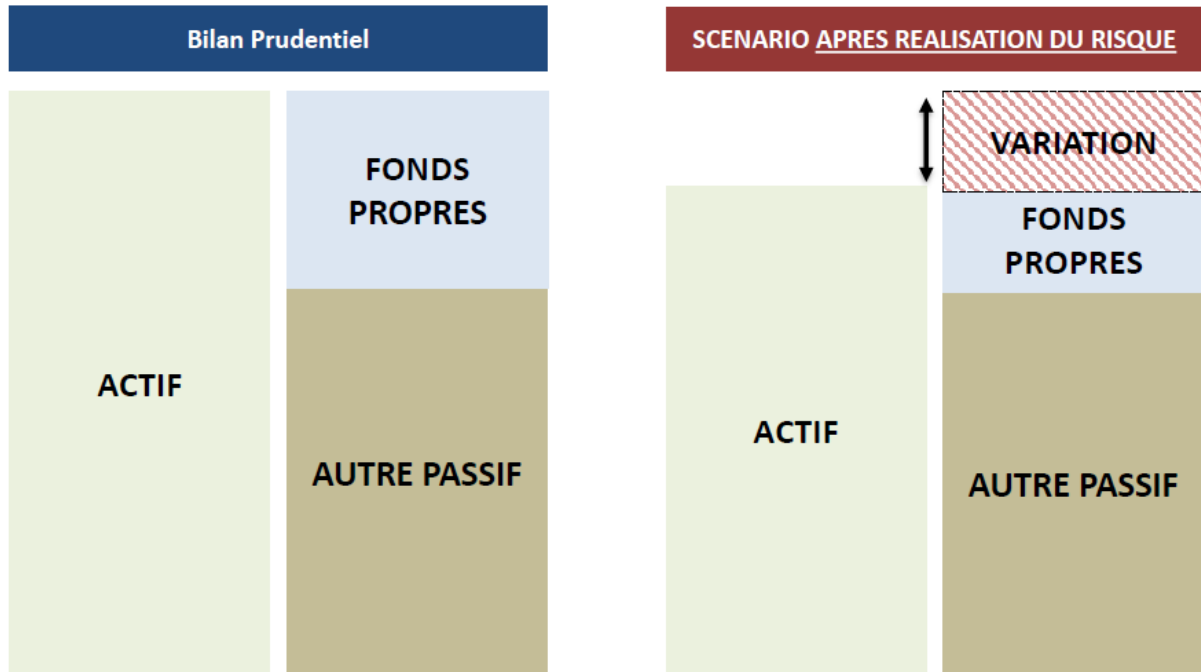 Bilan Prudentiel
FONDS
PROPRES
ACTIF
AUTRE PASSIF
SCENARIO APRES REALISATION DU RISQUE
VARIATION
FONDS
PROPRES
ACTIF
AUTRE PASSIF